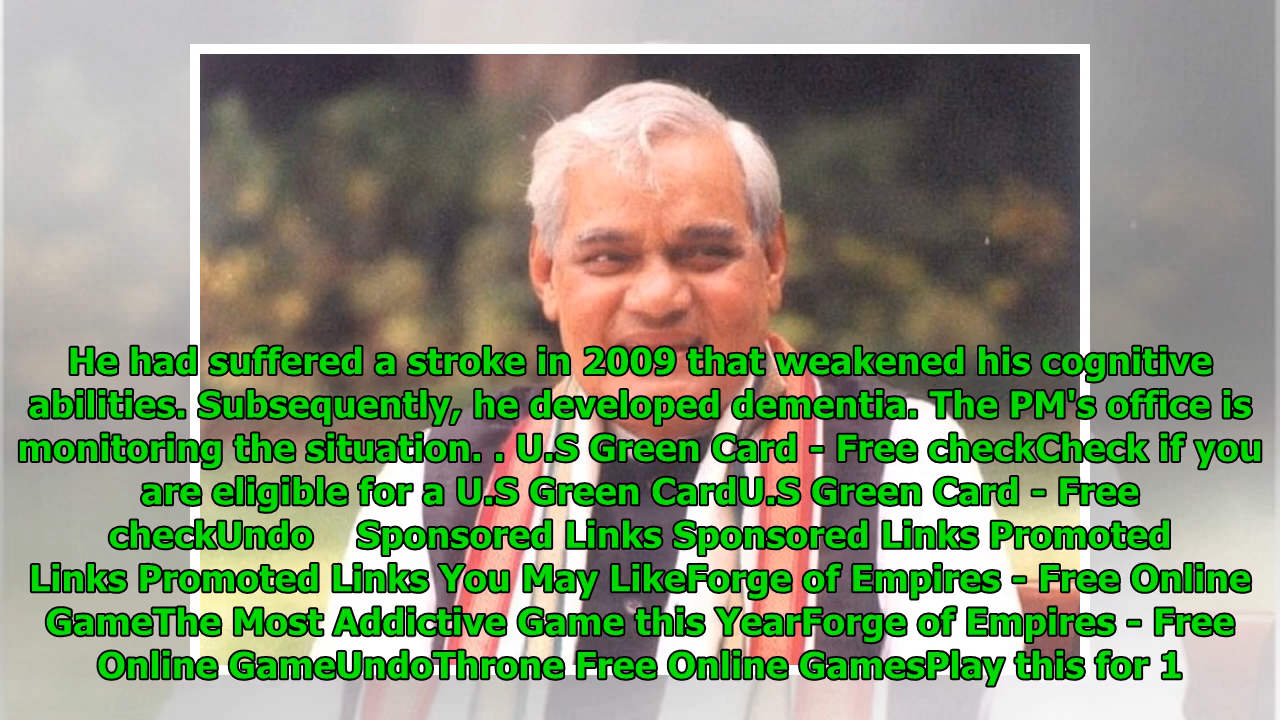 He had suffered a stroke in 2009 that weakened his cognitive
abilities. Subsequently, he developed dementia. The PM's office is
monitoring the situation. . U.S Green Card - Free checkCheck if you
are eligible for a U.S Green CardU.S Green Card - Free
checkUndo    Sponsored Links Sponsored Links Promoted
Links Promoted Links You May LikeForge of Empires - Free Online
GameThe Most Addictive Game this YearForge of Empires - Free
Online GameUndoThrone Free Online GamesPlay this for 1